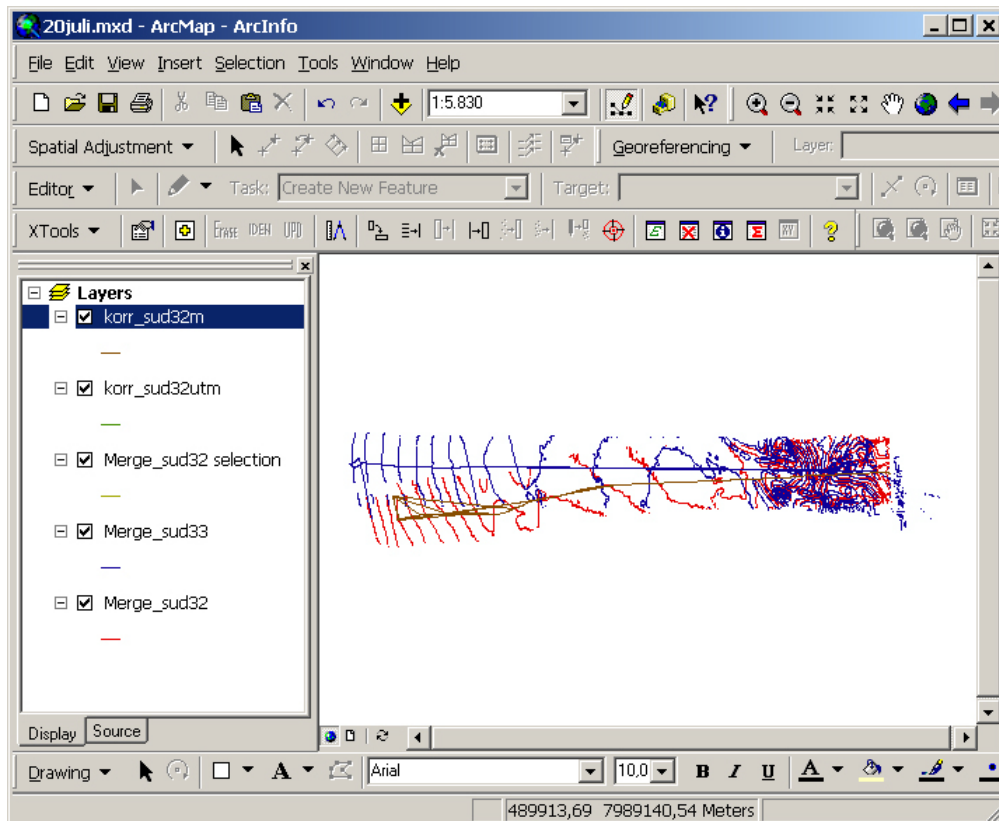 20juli.mxd - ArcMap - ArcInfo
File Edit View Insert Selection Tools Window Help
1:5.830
Spatial Adjustment Georeferencing Layer:
Editor Task: Create New Feature Target:
XTools Erase IDEN UPD XY
Layers
korr_sud32m
korr_sud32utm
Merge_sud32 selection
Merge_sud33
Merge_sud32
Display Source
Drawing A Arial 10,0 B I U A
489913,69 7989140,54 Meters